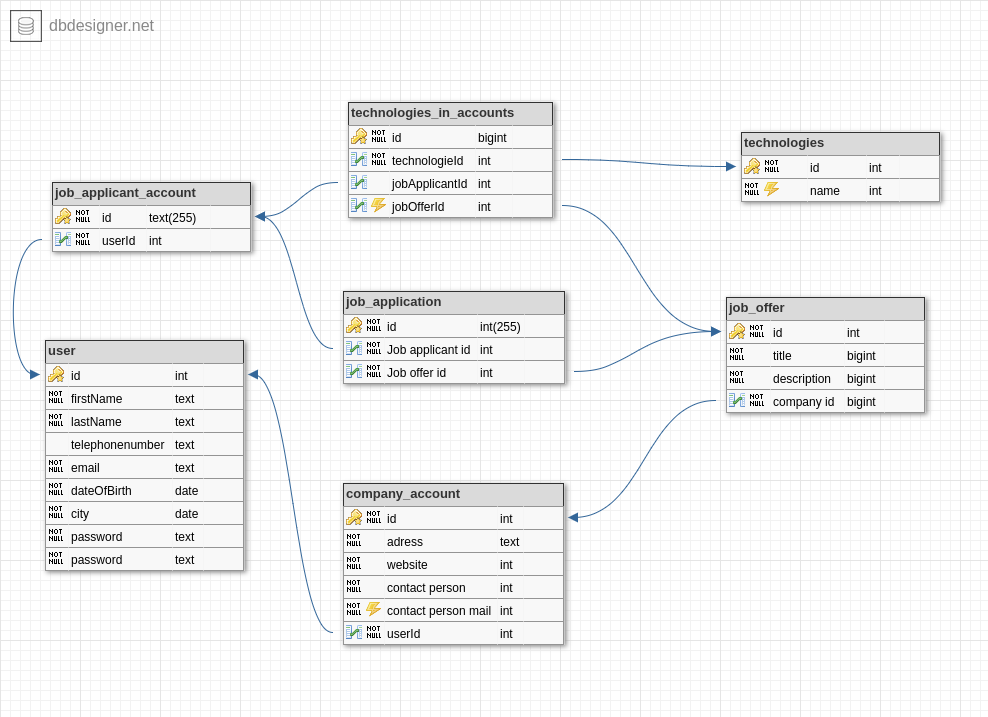 dbdesigner.net
technologies_in_accounts
NOT NULL id bigint
NOT NULL technologieId int
jobApplicantId int
jobOfferId int
technologies
NOT NULL id int
NOT NULL name int
job_applicant_account
NOT NULL id text(255)
NOT NULL userId int
job_application
NOT NULL id int(255)
NOT NULL Job applicant id int
NOT NULL Job offer id int
job_offer
NOT NULL id int
NOT NULL title bigint
NOT NULL description bigint
NOT NULL company id bigint
user
id int
NOT NULL firstName text
NOT NULL lastName text
telephonenumber text
NOT NULL email text
NOT NULL dateOfBirth date
NOT NULL city date
NOT NULL password text
NOT NULL password text
company_account
NOT NULL id int
NOT NULL adress text
NOT NULL website int
NOT NULL contact person int
NOT NULL contact person mail int
NOT NULL userId int